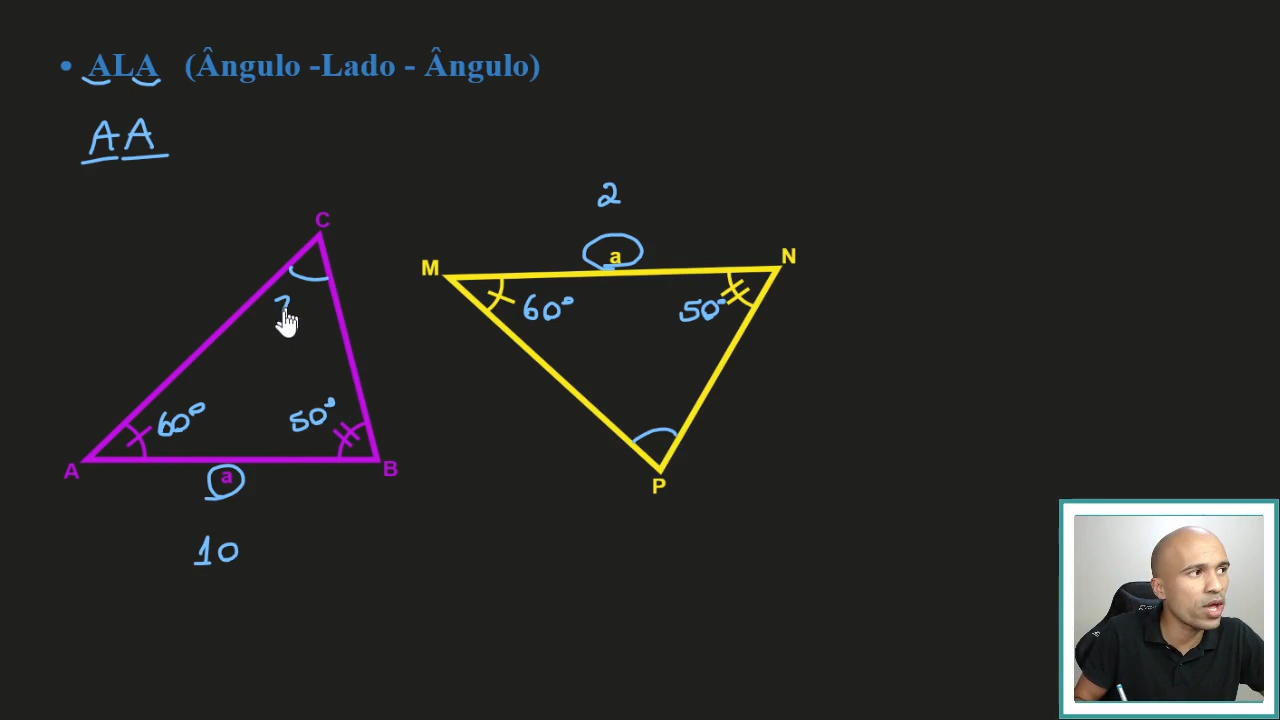 • ALA (Ângulo -Lado - Ângulo)
AA
2
C
a
N
M
60°
50°
?
60°
50°
A
a
B
P
10